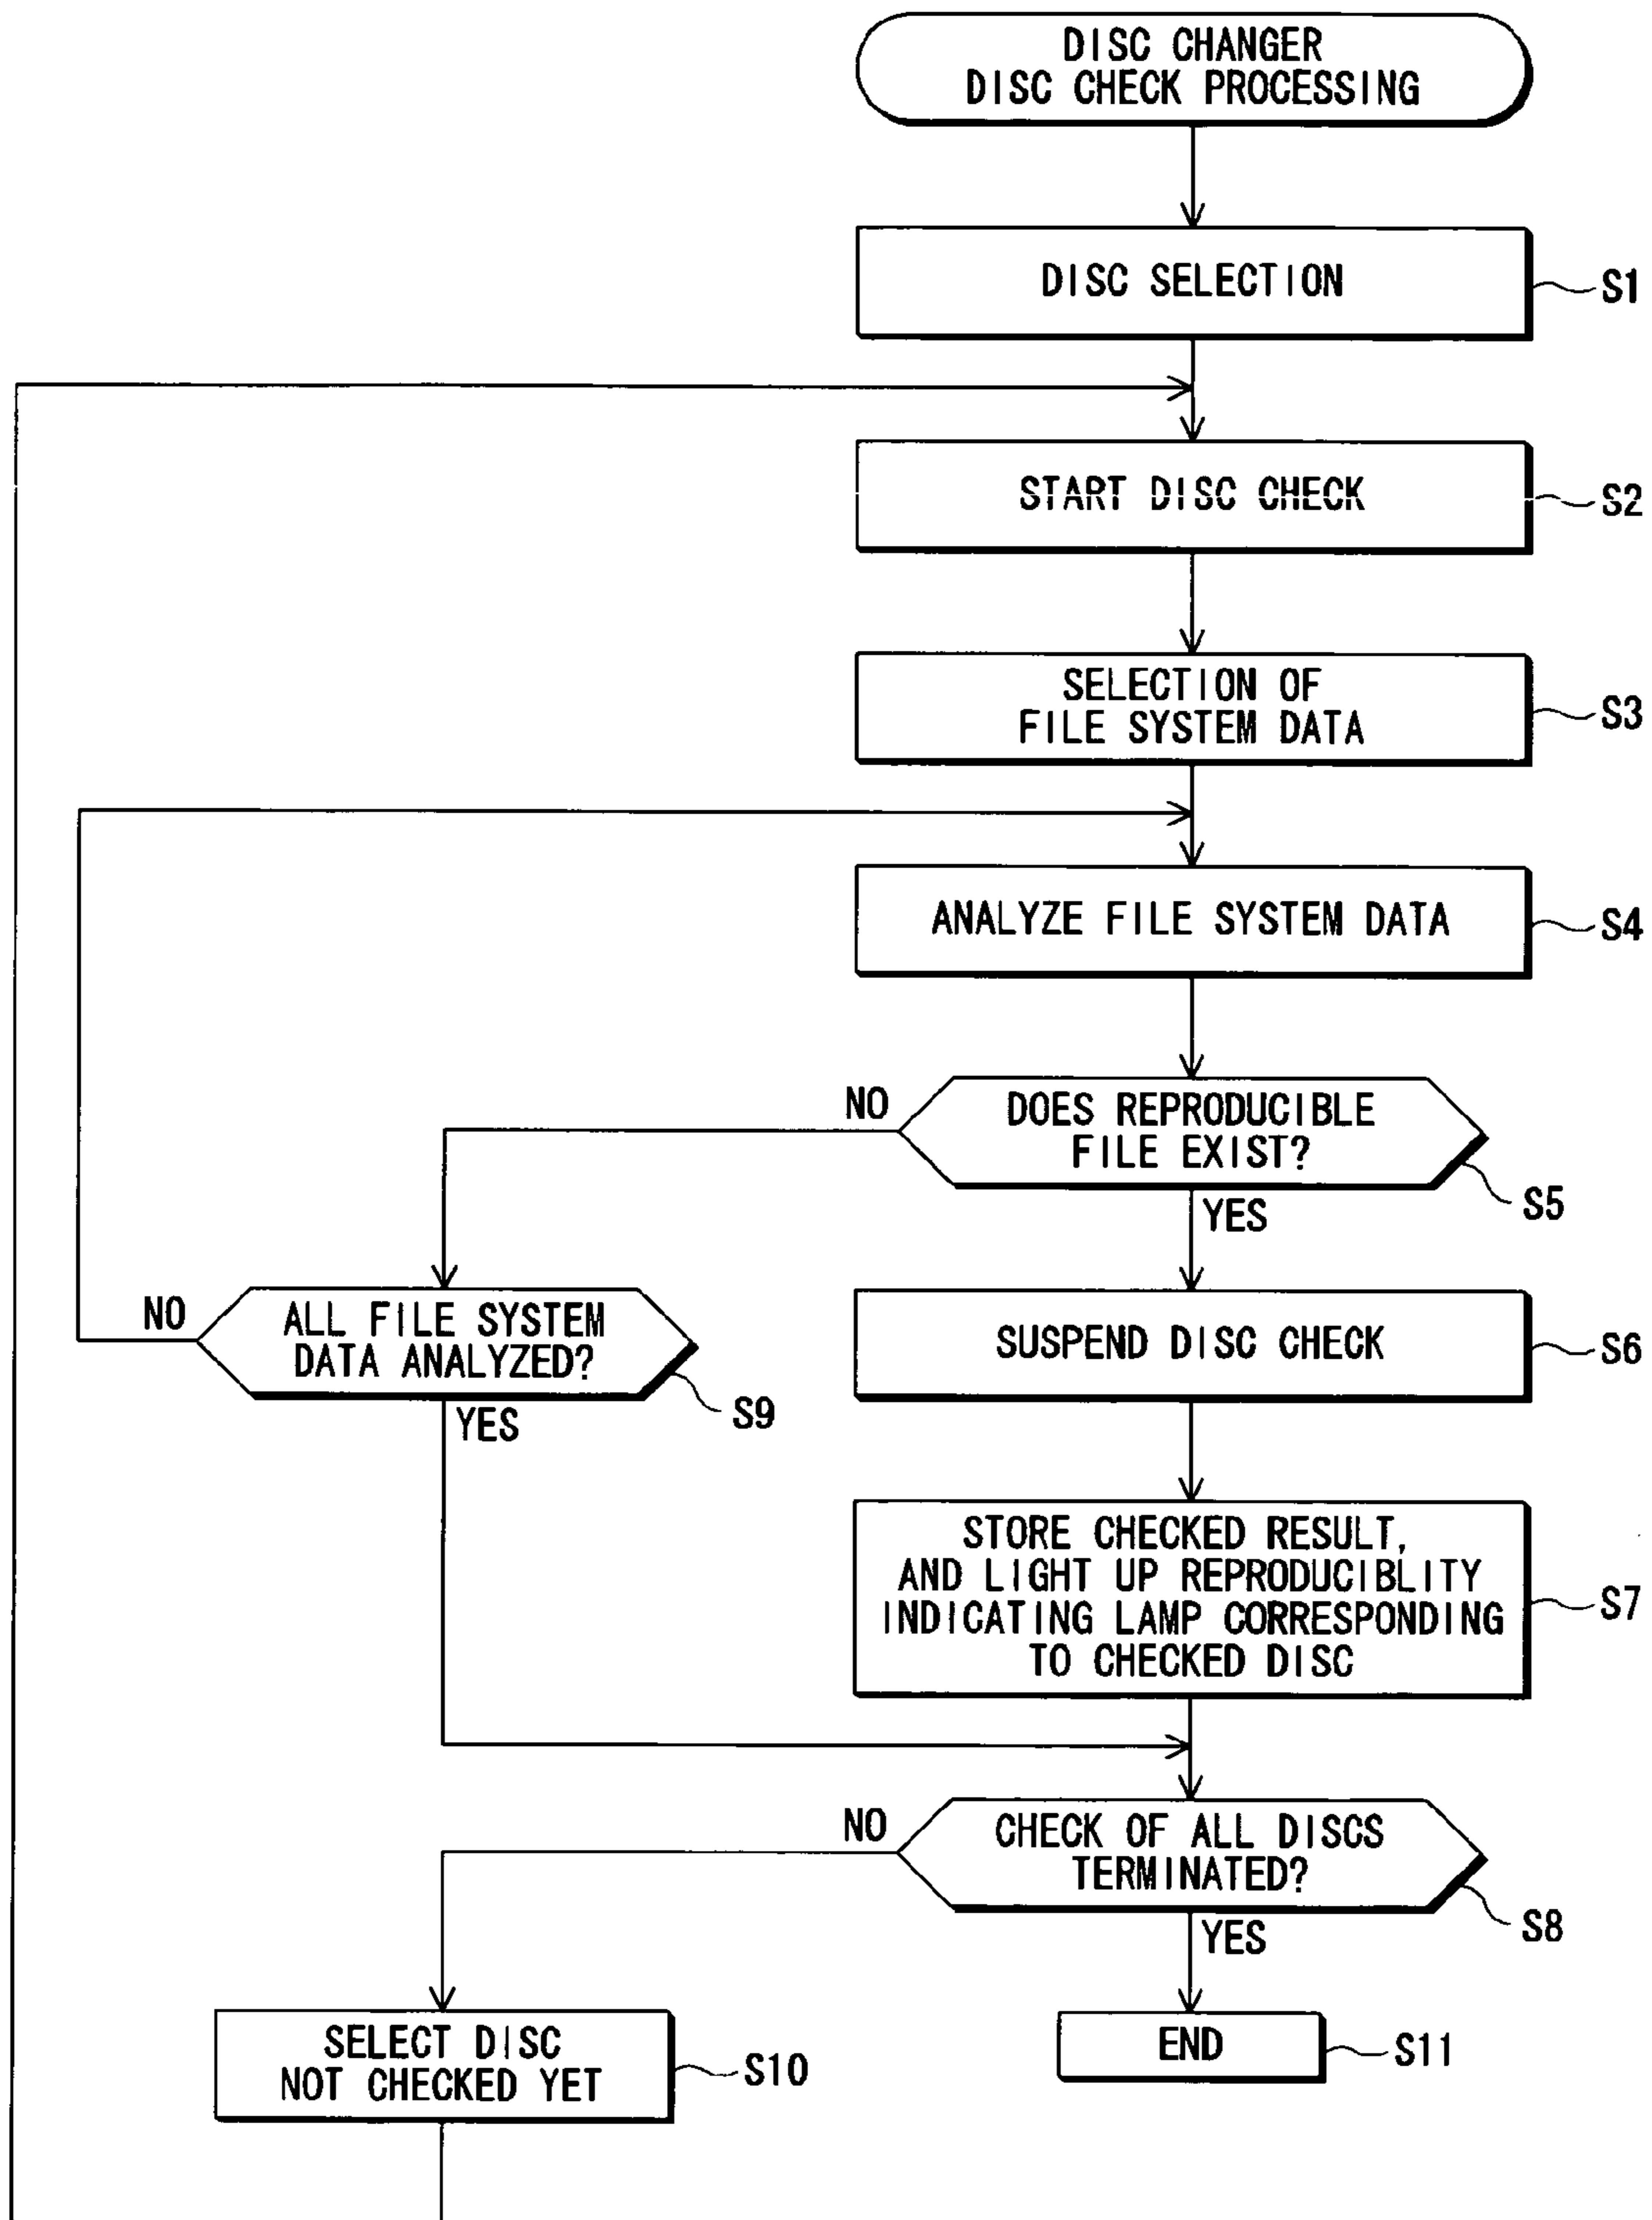 DISC CHANGER
DISC CHECK PROCESSING
DISC SELECTION
S1
START DISC CHECK
S2
SELECTION OF
FILE SYSTEM DATA
S3
ANALYZE FILE SYSTEM DATA
S4
NO
DOES REPRODUCIBLE
FILE EXIST?
S5
YES
NO
ALL FILE SYSTEM
DATA ANALYZED?
S9
YES
SUSPEND DISC CHECK
S6
STORE CHECKED RESULT,
AND LIGHT UP REPRODUCIBLITY
INDICATING LAMP CORRESPONDING
TO CHECKED DISC
S7
NO
CHECK OF ALL DISCS
TERMINATED?
S8
YES
SELECT DISC
NOT CHECKED YET
S10
END
S11